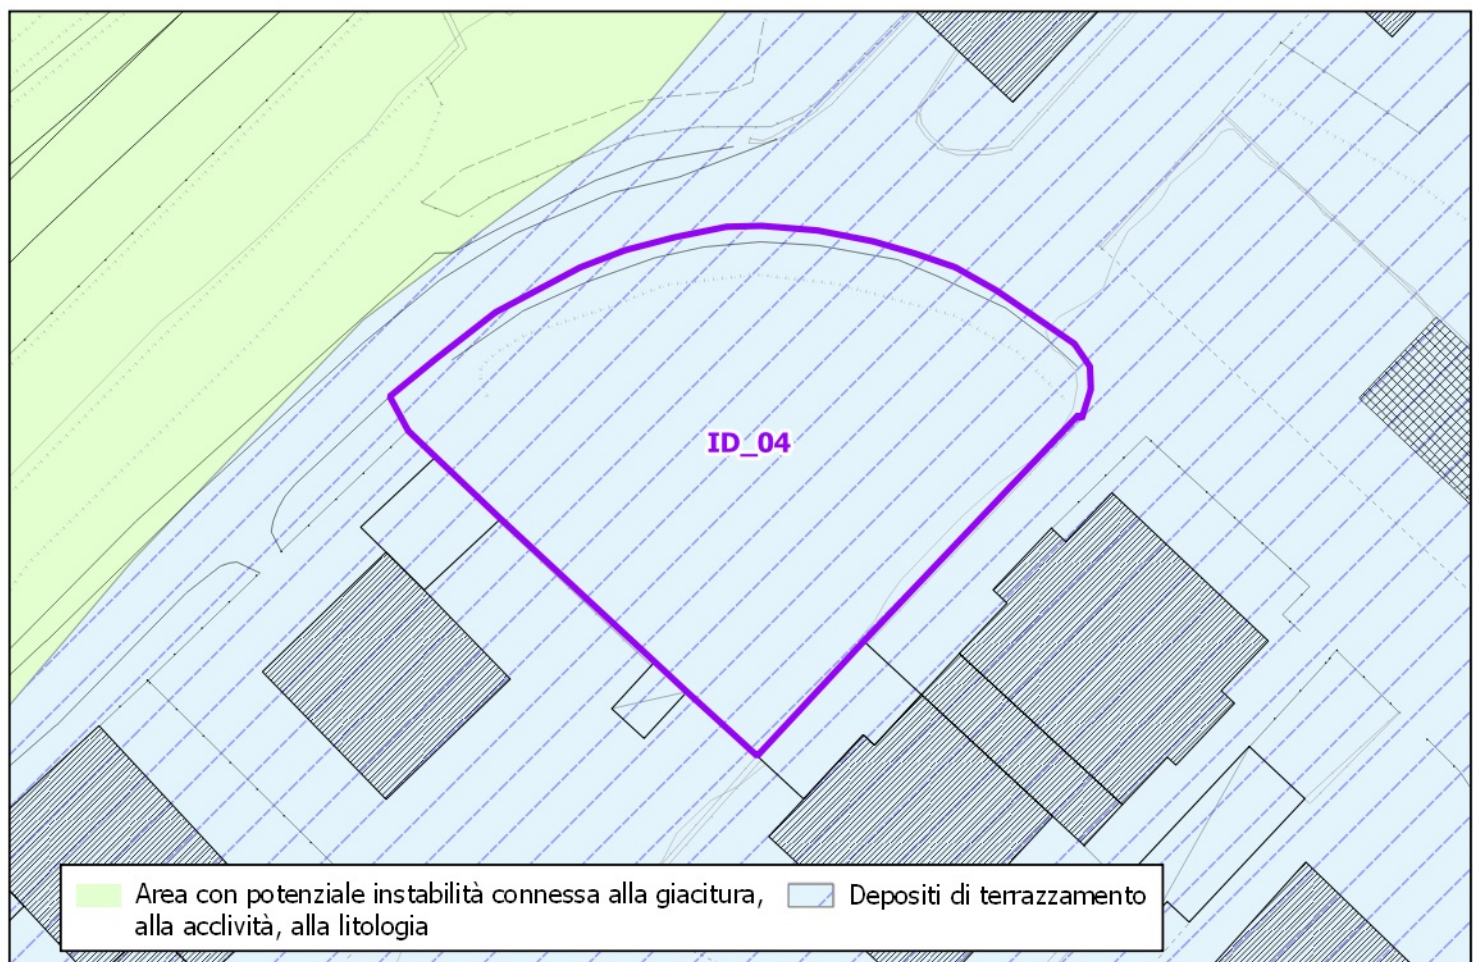 ID_04
Area con potenziale instabilità connessa alla giacitura,
alla acclività, alla litologia
Depositi di terrazzamento